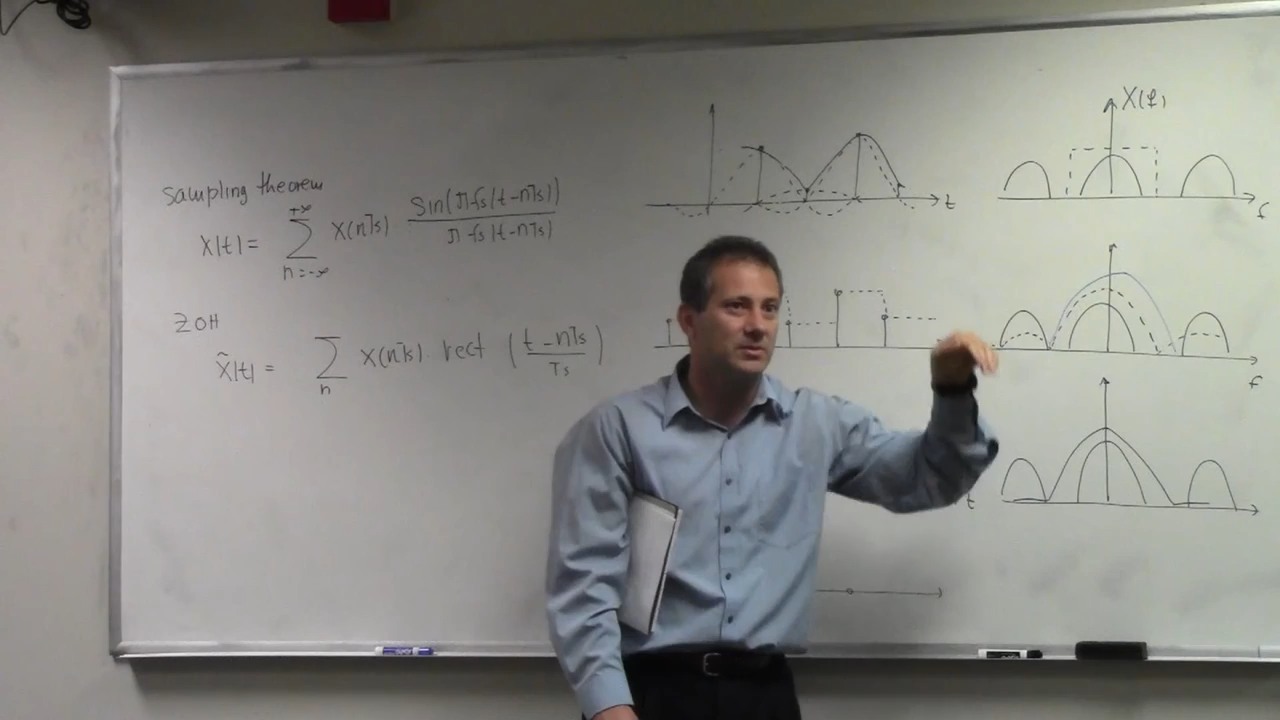 Sampling theorem
X(t) = +∞ ∑ n=-∞ X(nTs) Sin(π fs(t-nTs)) / π fs(t-nTs)
ZOH
X̃(t) = ∑ n X(nTs) rect ( t-nTs / Ts )
t
X(f)
f
f
t